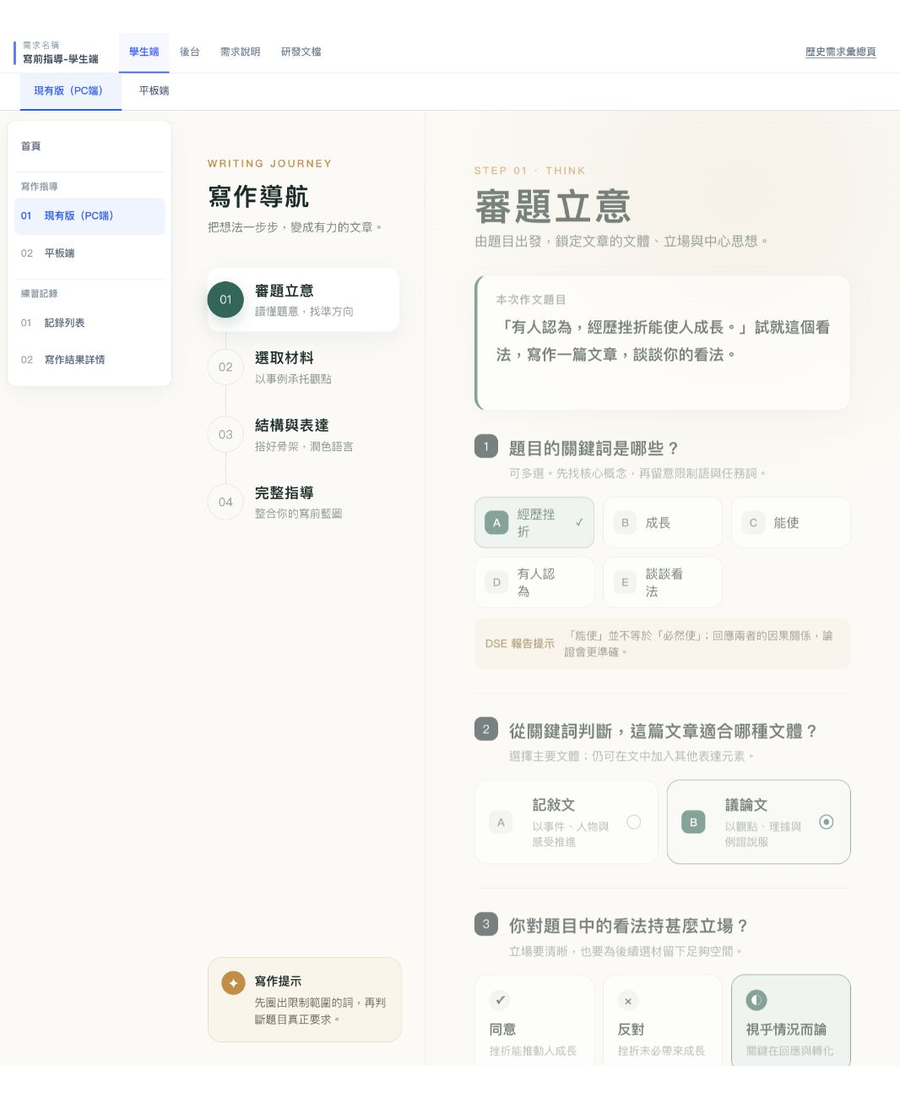 需求名稱
寫前指導-學生端
學生端
後台
需求說明
研發文檔
歷史需求彙總頁
現有版（PC端）
平板端
首頁
寫作指導
01 現有版（PC端）
02 平板端
練習記錄
01 記錄列表
02 寫作結果詳情
WRITING JOURNEY
寫作導航
把想法一步步，變成有力的文章。
01 審題立意
讀懂題意，找準方向
02 選取材料
以事例承托觀點
03 結構與表達
搭好骨架，潤色語言
04 完整指導
整合你的寫前藍圖
寫作提示
先圈出限制範圍的詞，再判
斷題目真正要求。
STEP 01 · THINK
審題立意
由題目出發，鎖定文章的文體、立場與中心思想。
本次作文題目
「有人認為，經歷挫折能使人成長。」試就這個看
法，寫作一篇文章，談談你的看法。
1 題目的關鍵詞是哪些？
可多選。先找核心概念，再留意限制語與任務詞。
A 經歷挫
折
B 成長
C 能使
D 有人認
為
E 談談看
法
DSE 報告提示
「能使」並不等於「必然使」；回應兩者的因果關係，論
證會更準確。
2 從關鍵詞判斷，這篇文章適合哪種文體？
選擇主要文體；仍可在文中加入其他表達元素。
A 記敘文
以事件、人物與
感受推進
B 議論文
以觀點、理據與
例證說服
3 你對題目中的看法持甚麼立場？
立場要清晰，也要為後續選材留下足夠空間。
同意
挫折能推動人成長
反對
挫折未必帶來成長
視乎情況而論
關鍵在回應與轉化